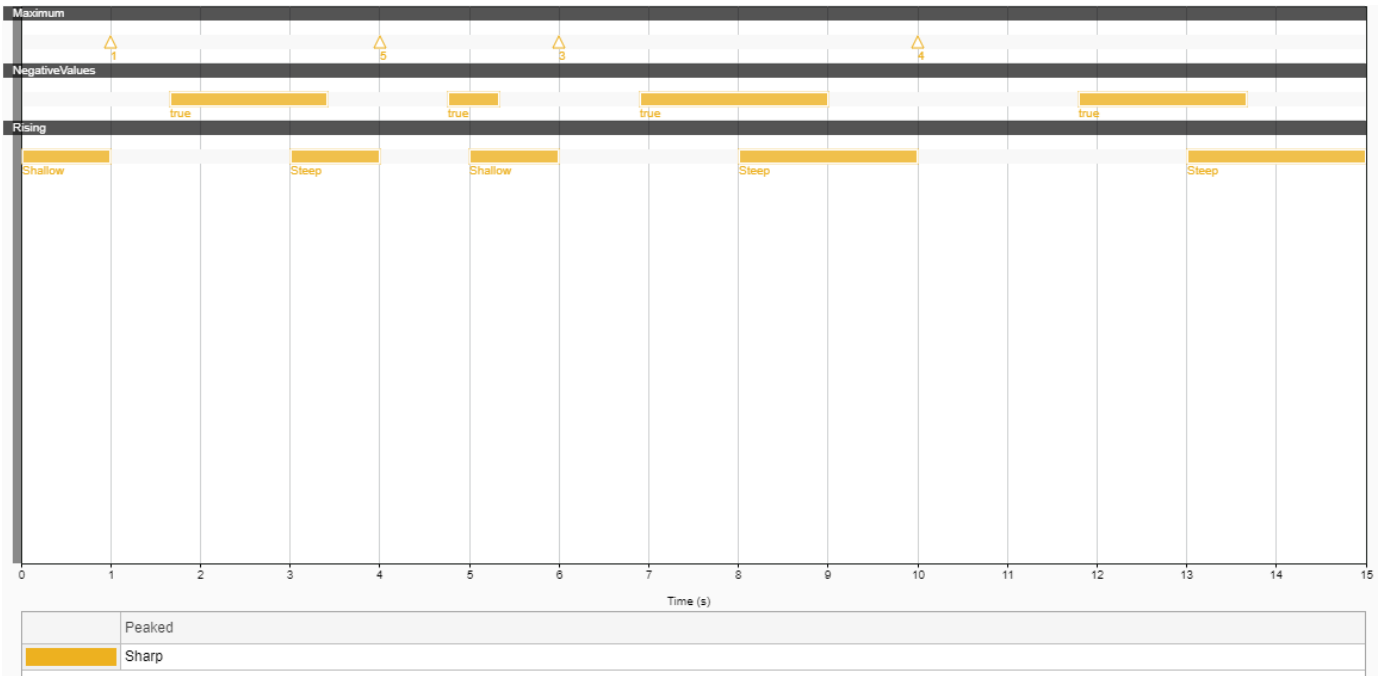 Maximum
1 5 3 4
NegativeValues
true true true true
Rising
Shallow Steep Shallow Steep Steep
0 1 2 3 4 5 6 7 8 9 10 11 12 13 14 15
Time (s)
Peaked
Sharp